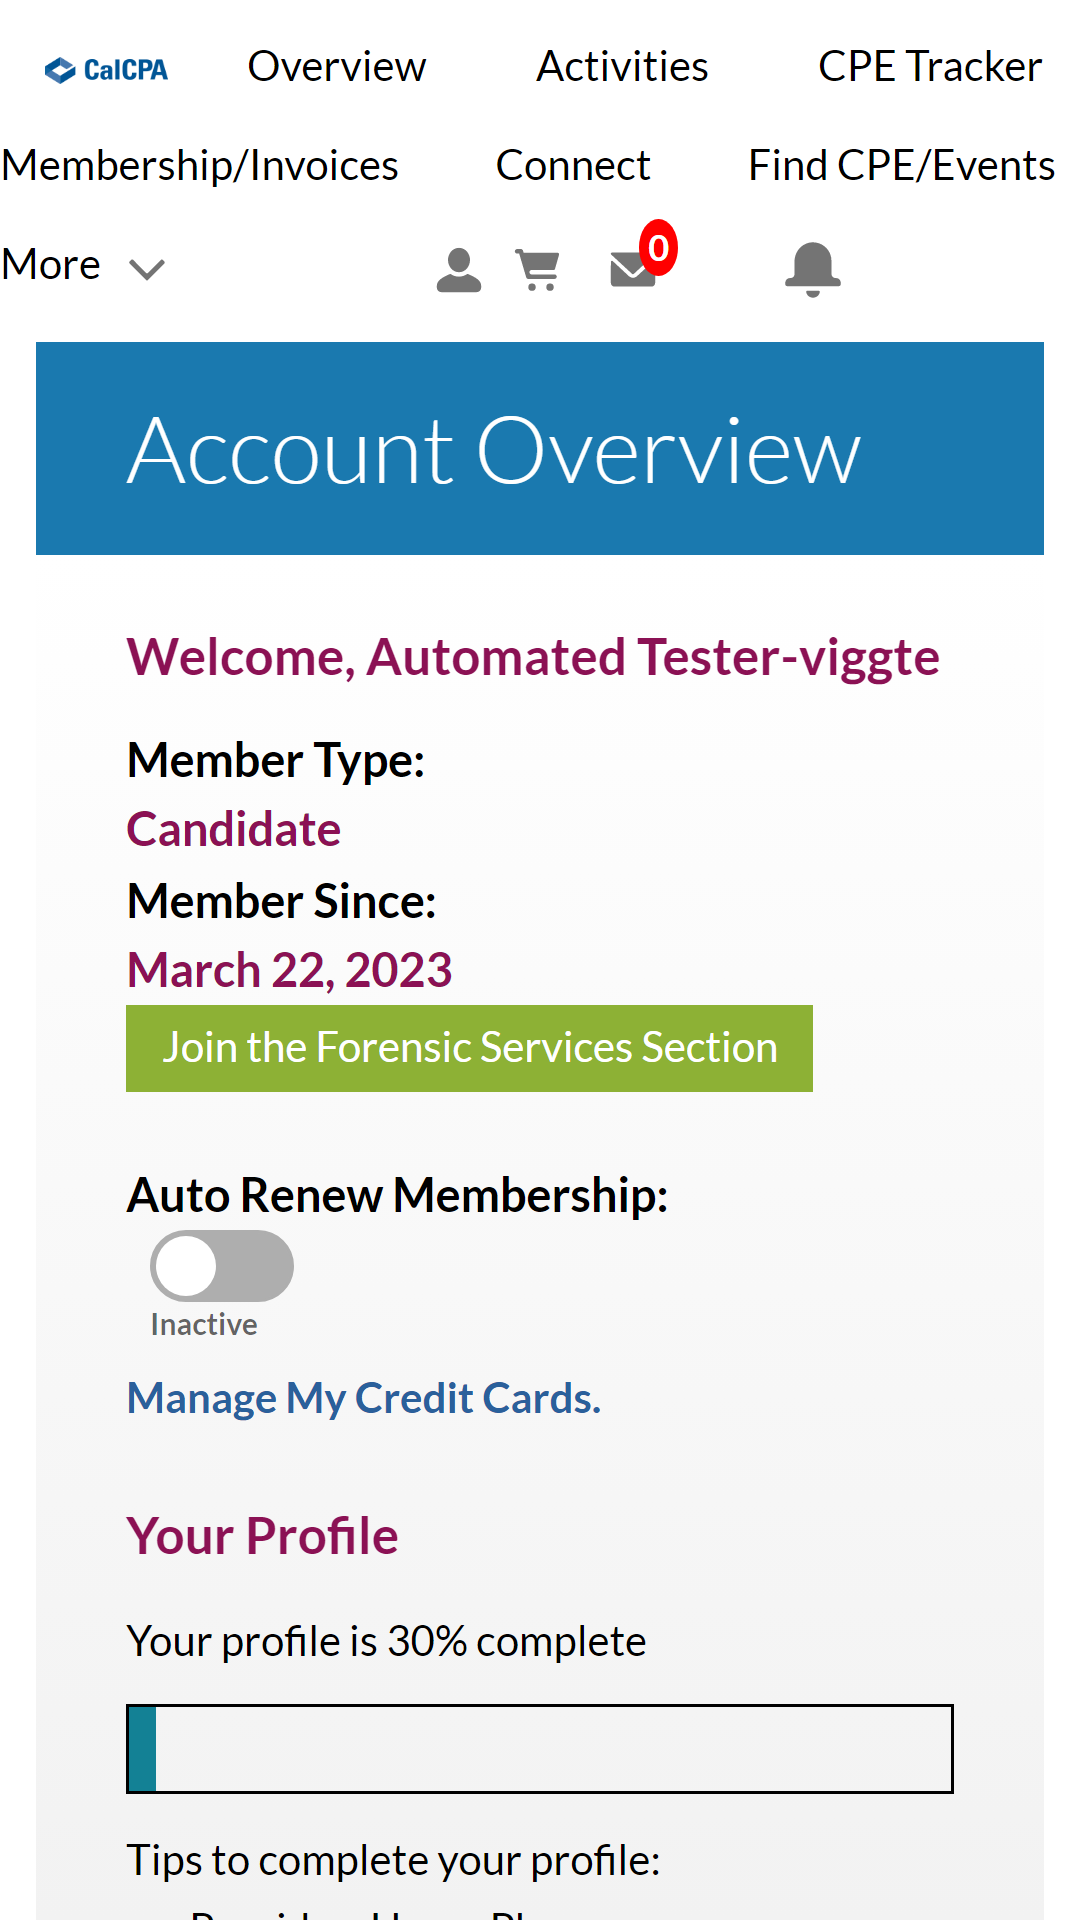 CalCPA Overview Activities CPE Tracker
Membership/Invoices Connect Find CPE/Events
More 0
Account Overview
Welcome, Automated Tester-viggte
Member Type:
Candidate
Member Since:
March 22, 2023
Join the Forensic Services Section
Auto Renew Membership:
Inactive
Manage My Credit Cards.
Your Profile
Your profile is 30% complete
Tips to complete your profile: